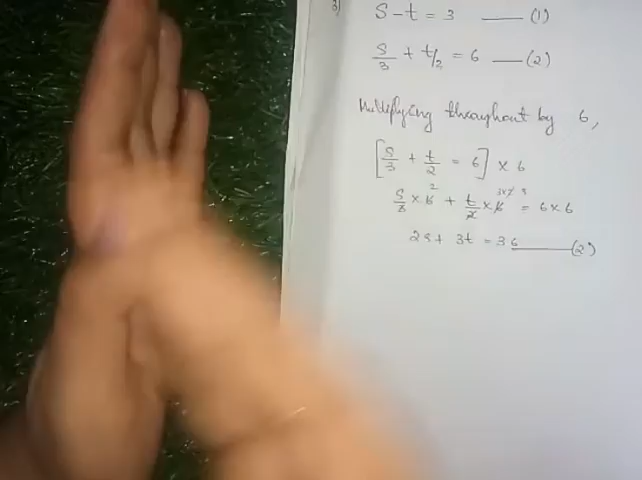 3)
S - t = 3 —— (1)
S/3 + t/2 = 6 — (2)
Multiplying throughout by 6,
[S/3 + t/2 = 6] × 6
S/3 × 6 2 + t/2 × 6 = 6 × 6
2s + 3t = 36 —— (2)